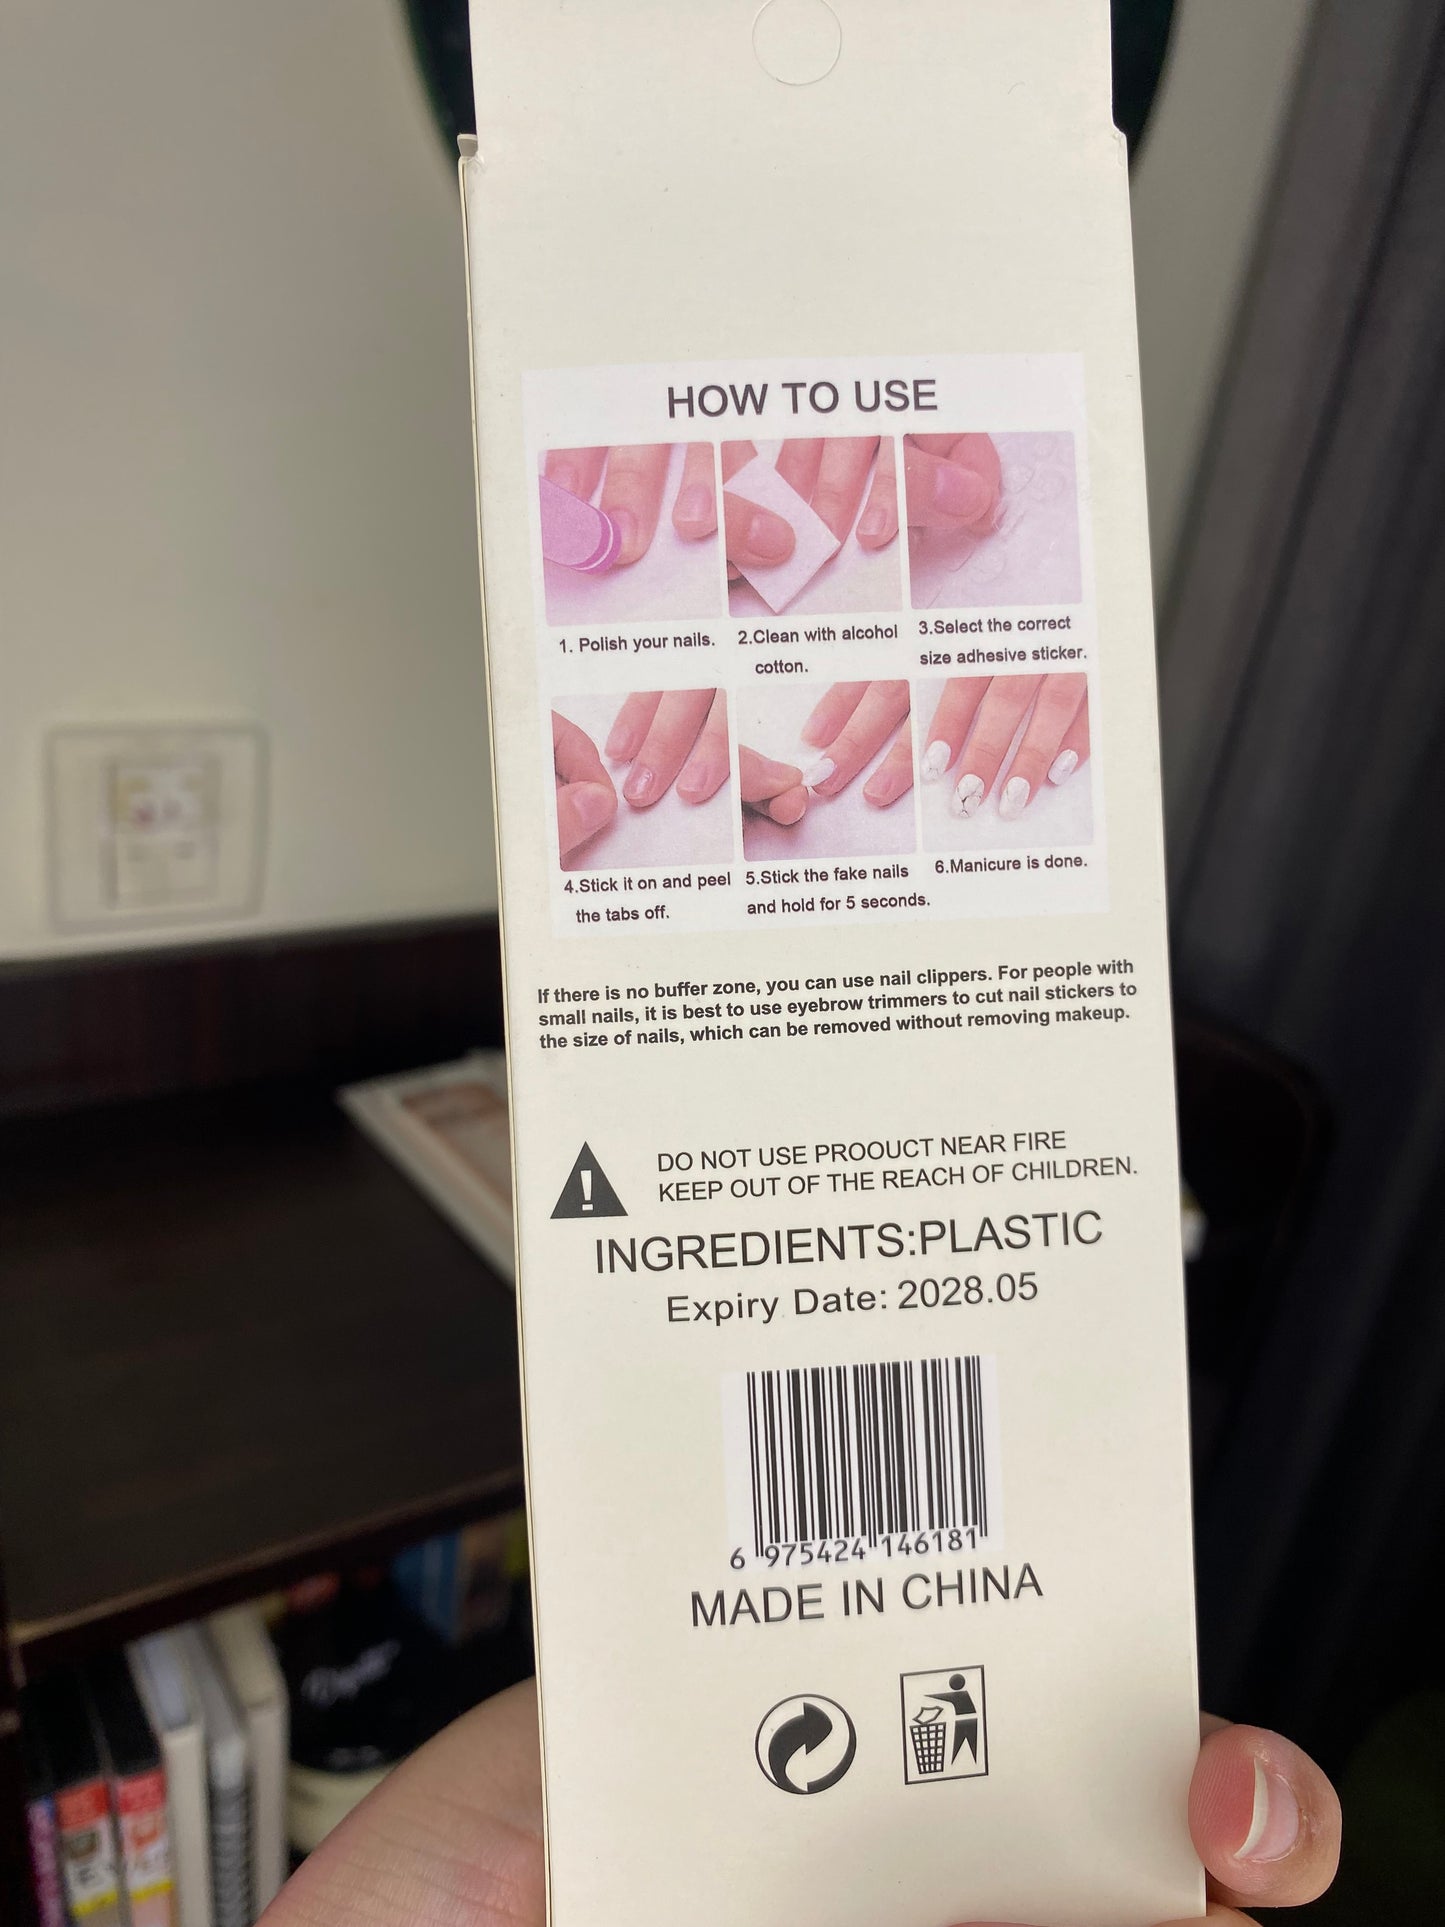 HOW TO USE
1. Polish your nails.
2.Clean with alcohol
cotton.
3.Select the correct
size adhesive sticker.
4.Stick it on and peel
the tabs off.
5.Stick the fake nails
and hold for 5 seconds.
6.Manicure is done.
If there is no buffer zone, you can use nail clippers. For people with
small nails, it is best to use eyebrow trimmers to cut nail stickers to
the size of nails, which can be removed without removing makeup.
!
DO NOT USE PROOUCT NEAR FIRE
KEEP OUT OF THE REACH OF CHILDREN.
INGREDIENTS:PLASTIC
Expiry Date: 2028.05
6 975424 146181
MADE IN CHINA